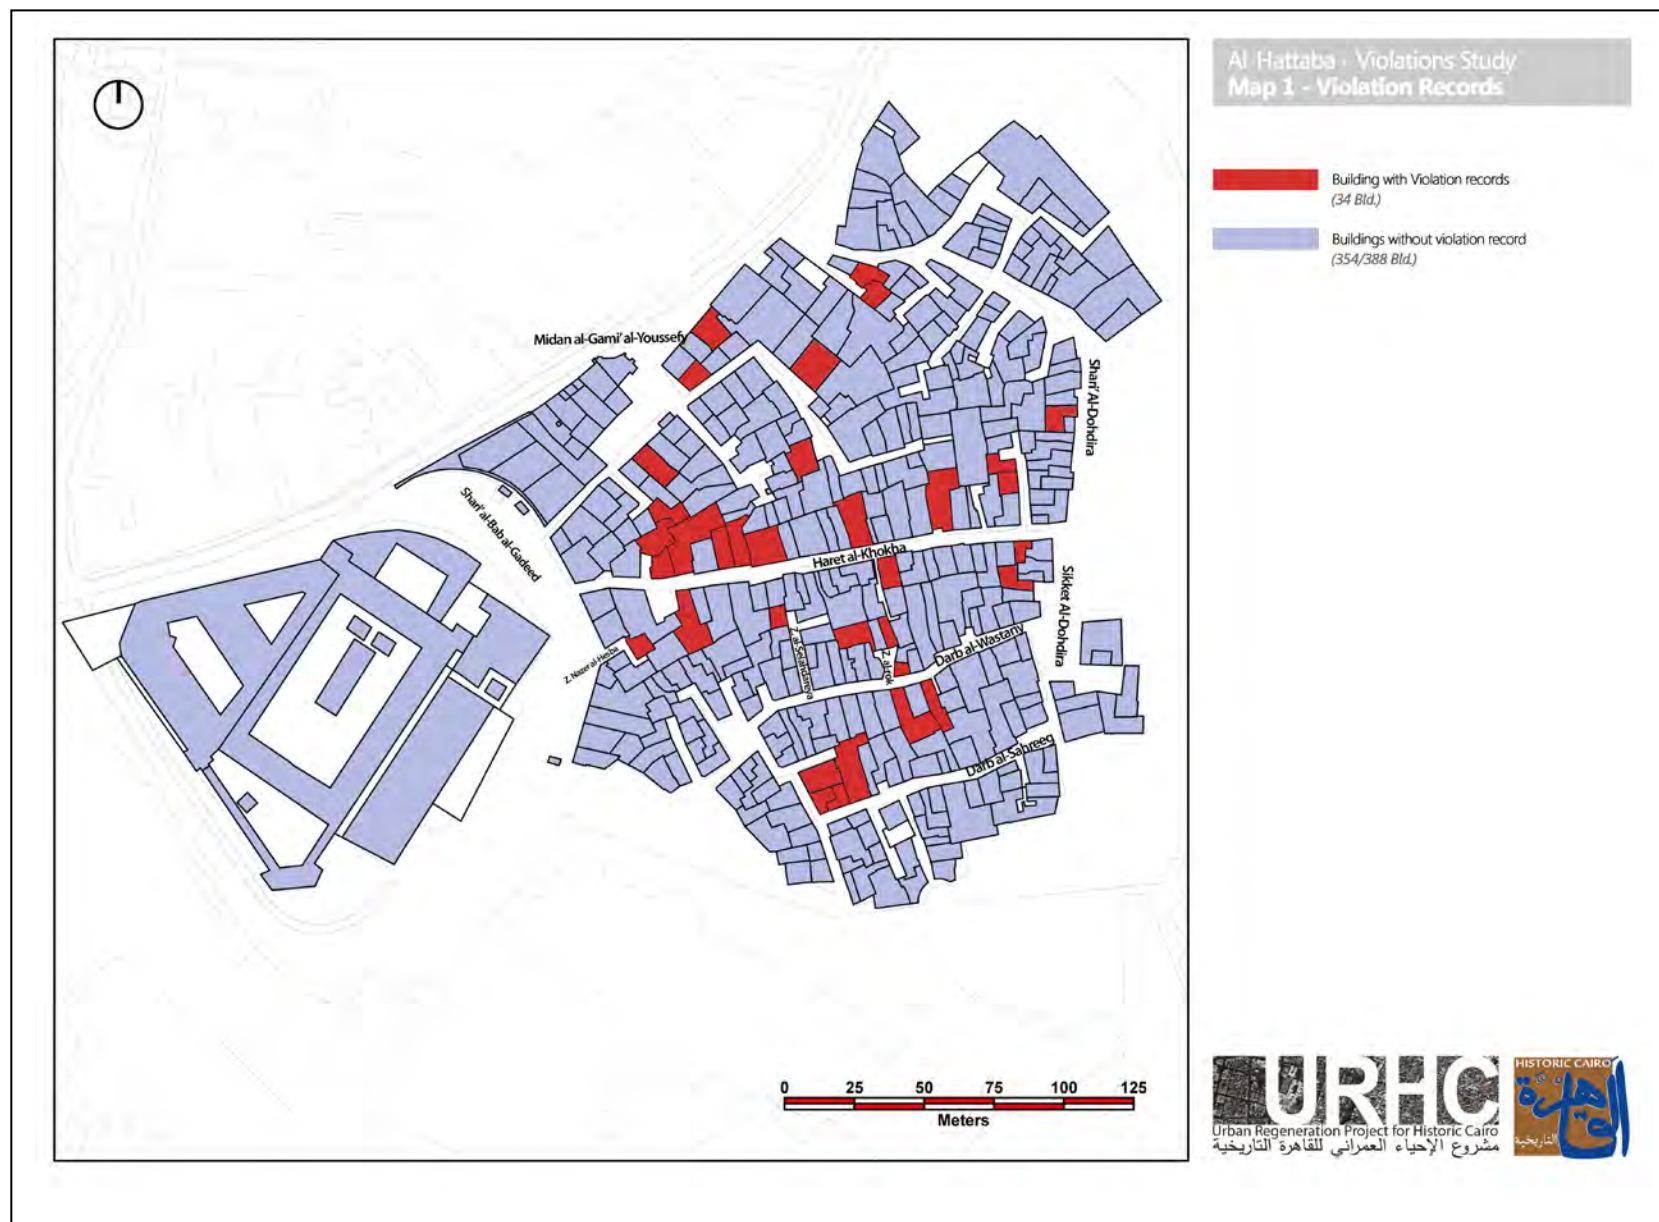 Al-Hattaba - Violations Study
Map 1 - Violation Records
Building with Violation records
(34 Bld.)
Buildings without violation record
(354/388 Bld.)
Midan al-Gami' al-Youssefy
Shari' Al-Dohdira
Shari' al-Bab al-Gadeed
Haret al-Khokha
Sikket Al-Dohdira
Z. Nazer al-Hesba
Z. al-Selahdareya
Z. al-rok
Darb al-Wastany
Darb al-Sahreeg
0 25 50 75 100 125
Meters
URHC
Urban Regeneration Project for Historic Cairo
مشروع الإحياء العمراني للقاهرة التاريخية
HISTORIC CAIRO
القاهرة
التاريخية